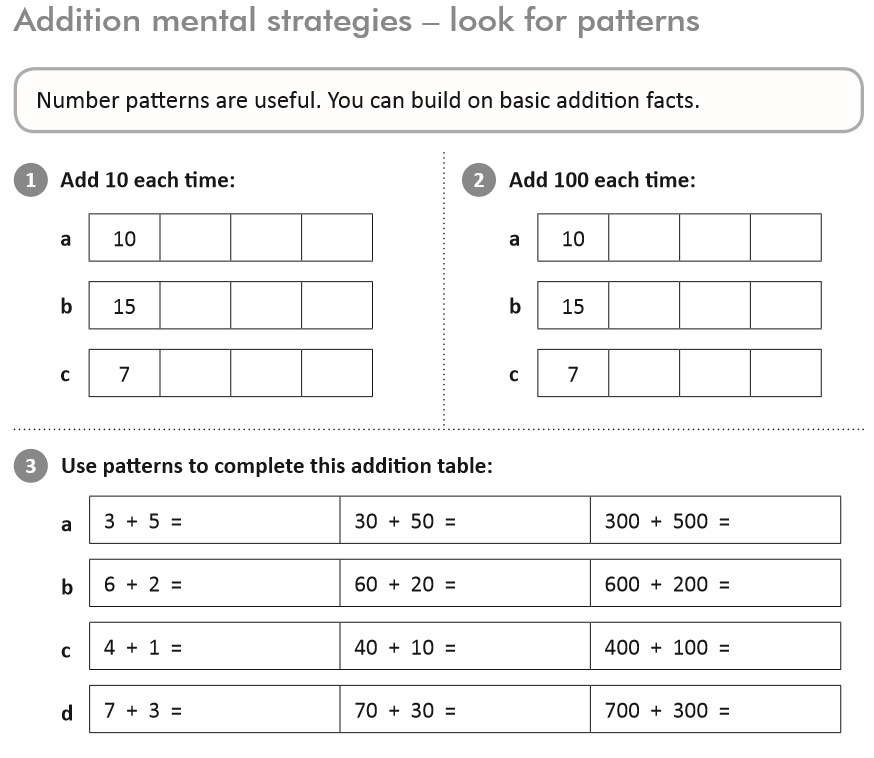 Addition mental strategies – look for patterns
Number patterns are useful. You can build on basic addition facts.
1 Add 10 each time:
a 10
b 15
c 7
2 Add 100 each time:
a 10
b 15
c 7
3 Use patterns to complete this addition table:
a 3 + 5 = 30 + 50 = 300 + 500 =
b 6 + 2 = 60 + 20 = 600 + 200 =
c 4 + 1 = 40 + 10 = 400 + 100 =
d 7 + 3 = 70 + 30 = 700 + 300 =